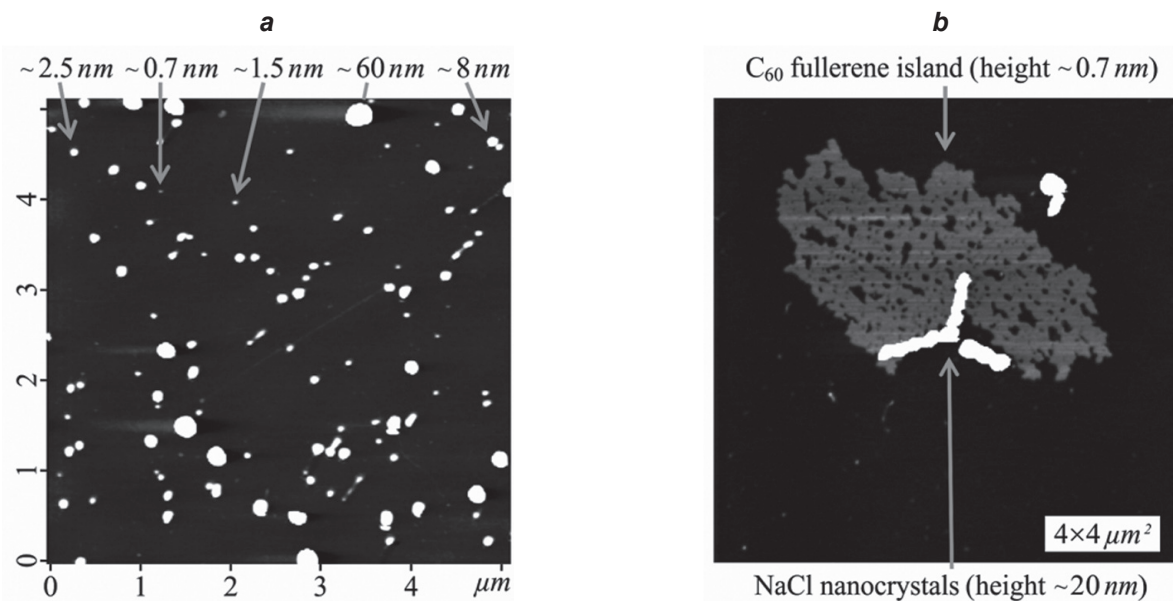 a
~2.5 nm ~0.7 nm ~1.5 nm ~60 nm ~8 nm
4
3
2
1
0
0 1 2 3 4 μm
b
C₆₀ fullerene island (height ~0.7 nm)
4×4 μm²
NaCl nanocrystals (height ~20 nm)